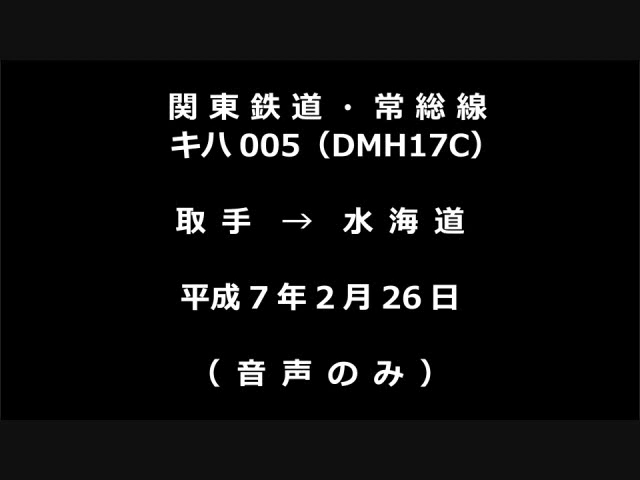 関東鉄道・常総線
キハ005（DMH17C）
取手 → 水海道
平成7年2月26日
（音声のみ）